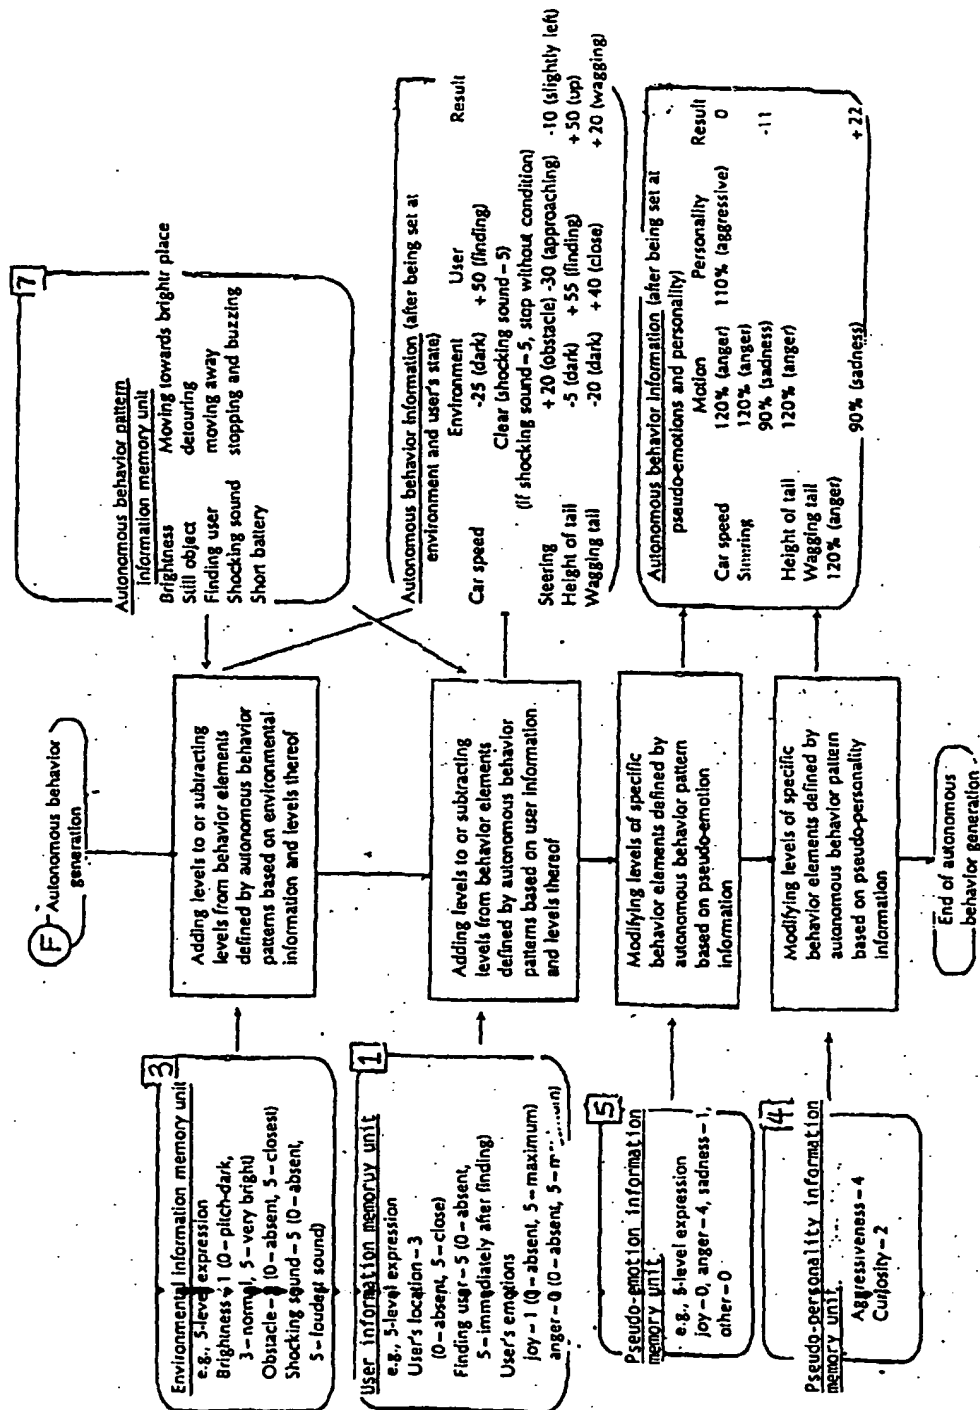 F
Autonomous behavior
generation
3
Environmental information memory unit
e.g., 5-level expression
Brightness – 1 (0 – pitch-dark,
3 – normal, 5 – very bright)
(0 – absent, 5 – closest)
Shocking sound – 5 (0 – absent,
5 – loudest sound)
Adding levels to or subtracting
levels from behavior elements
defined by autonomous behavior
patterns based on environmental
information and levels thereof
7
Autonomous behavior pattern
information memory unit
Brightness Moving towards bright place
Still object detouring
Finding user moving away
Shocking sound stopping and buzzing
Short battery
1
User information memoruy unit
e.g., 5-level expression
User's location – 3
(0 – absent, 5 – close)
Finding user – 5 (0 – absent,
5 – immediately after finding)
User's emotions
joy – 1 (0 – absent, 5 – maximum)
anger – 0 (0 – absent, 5 –
Adding levels to or subtracting
levels from behavior elements
defined by autonomous behavior
patterns based on user information
and levels thereof
Autonomous behavior information (after being set at
environment and user's state)
Environment User Result
Car speed -25 (dark) +50 (finding)
Clear (shocking sound – 5)
(if shocking sound – 5, stop without condition)
Steering +20 (obstacle) -30 (approaching) -10 (slightly left)
Height of tail -5 (dark) +55 (finding) +50 (up)
Wagging tail -20 (dark) +40 (close) +20 (wagging)
5
Pseudo-emotion information
memory unit
e.g., 5-level expression
joy – 0, anger – 4, sadness – 1,
other – 0
Modifying levels of specific
behavior elements defined by
autonomous behavior pattern
based on pseudo-emotion
information
Autonomous behavior information (after being set at
pseudo-emotions and personality)
Motion Personality Result
Car speed 120% (anger) 110% (aggressive) 0
Steering 120% (anger)
90% (sadness) -11
Height of tail 120% (anger)
Wagging tail
120% (anger) 90% (sadness) +22
4
Pseudo-personality information
memory unit
Aggressiveness – 4
Curiosity – 2
Modifying levels of specific
behavior elements defined by
autonomous behavior pattern
based on pseudo-personality
information
End of autonomous
behavior generation